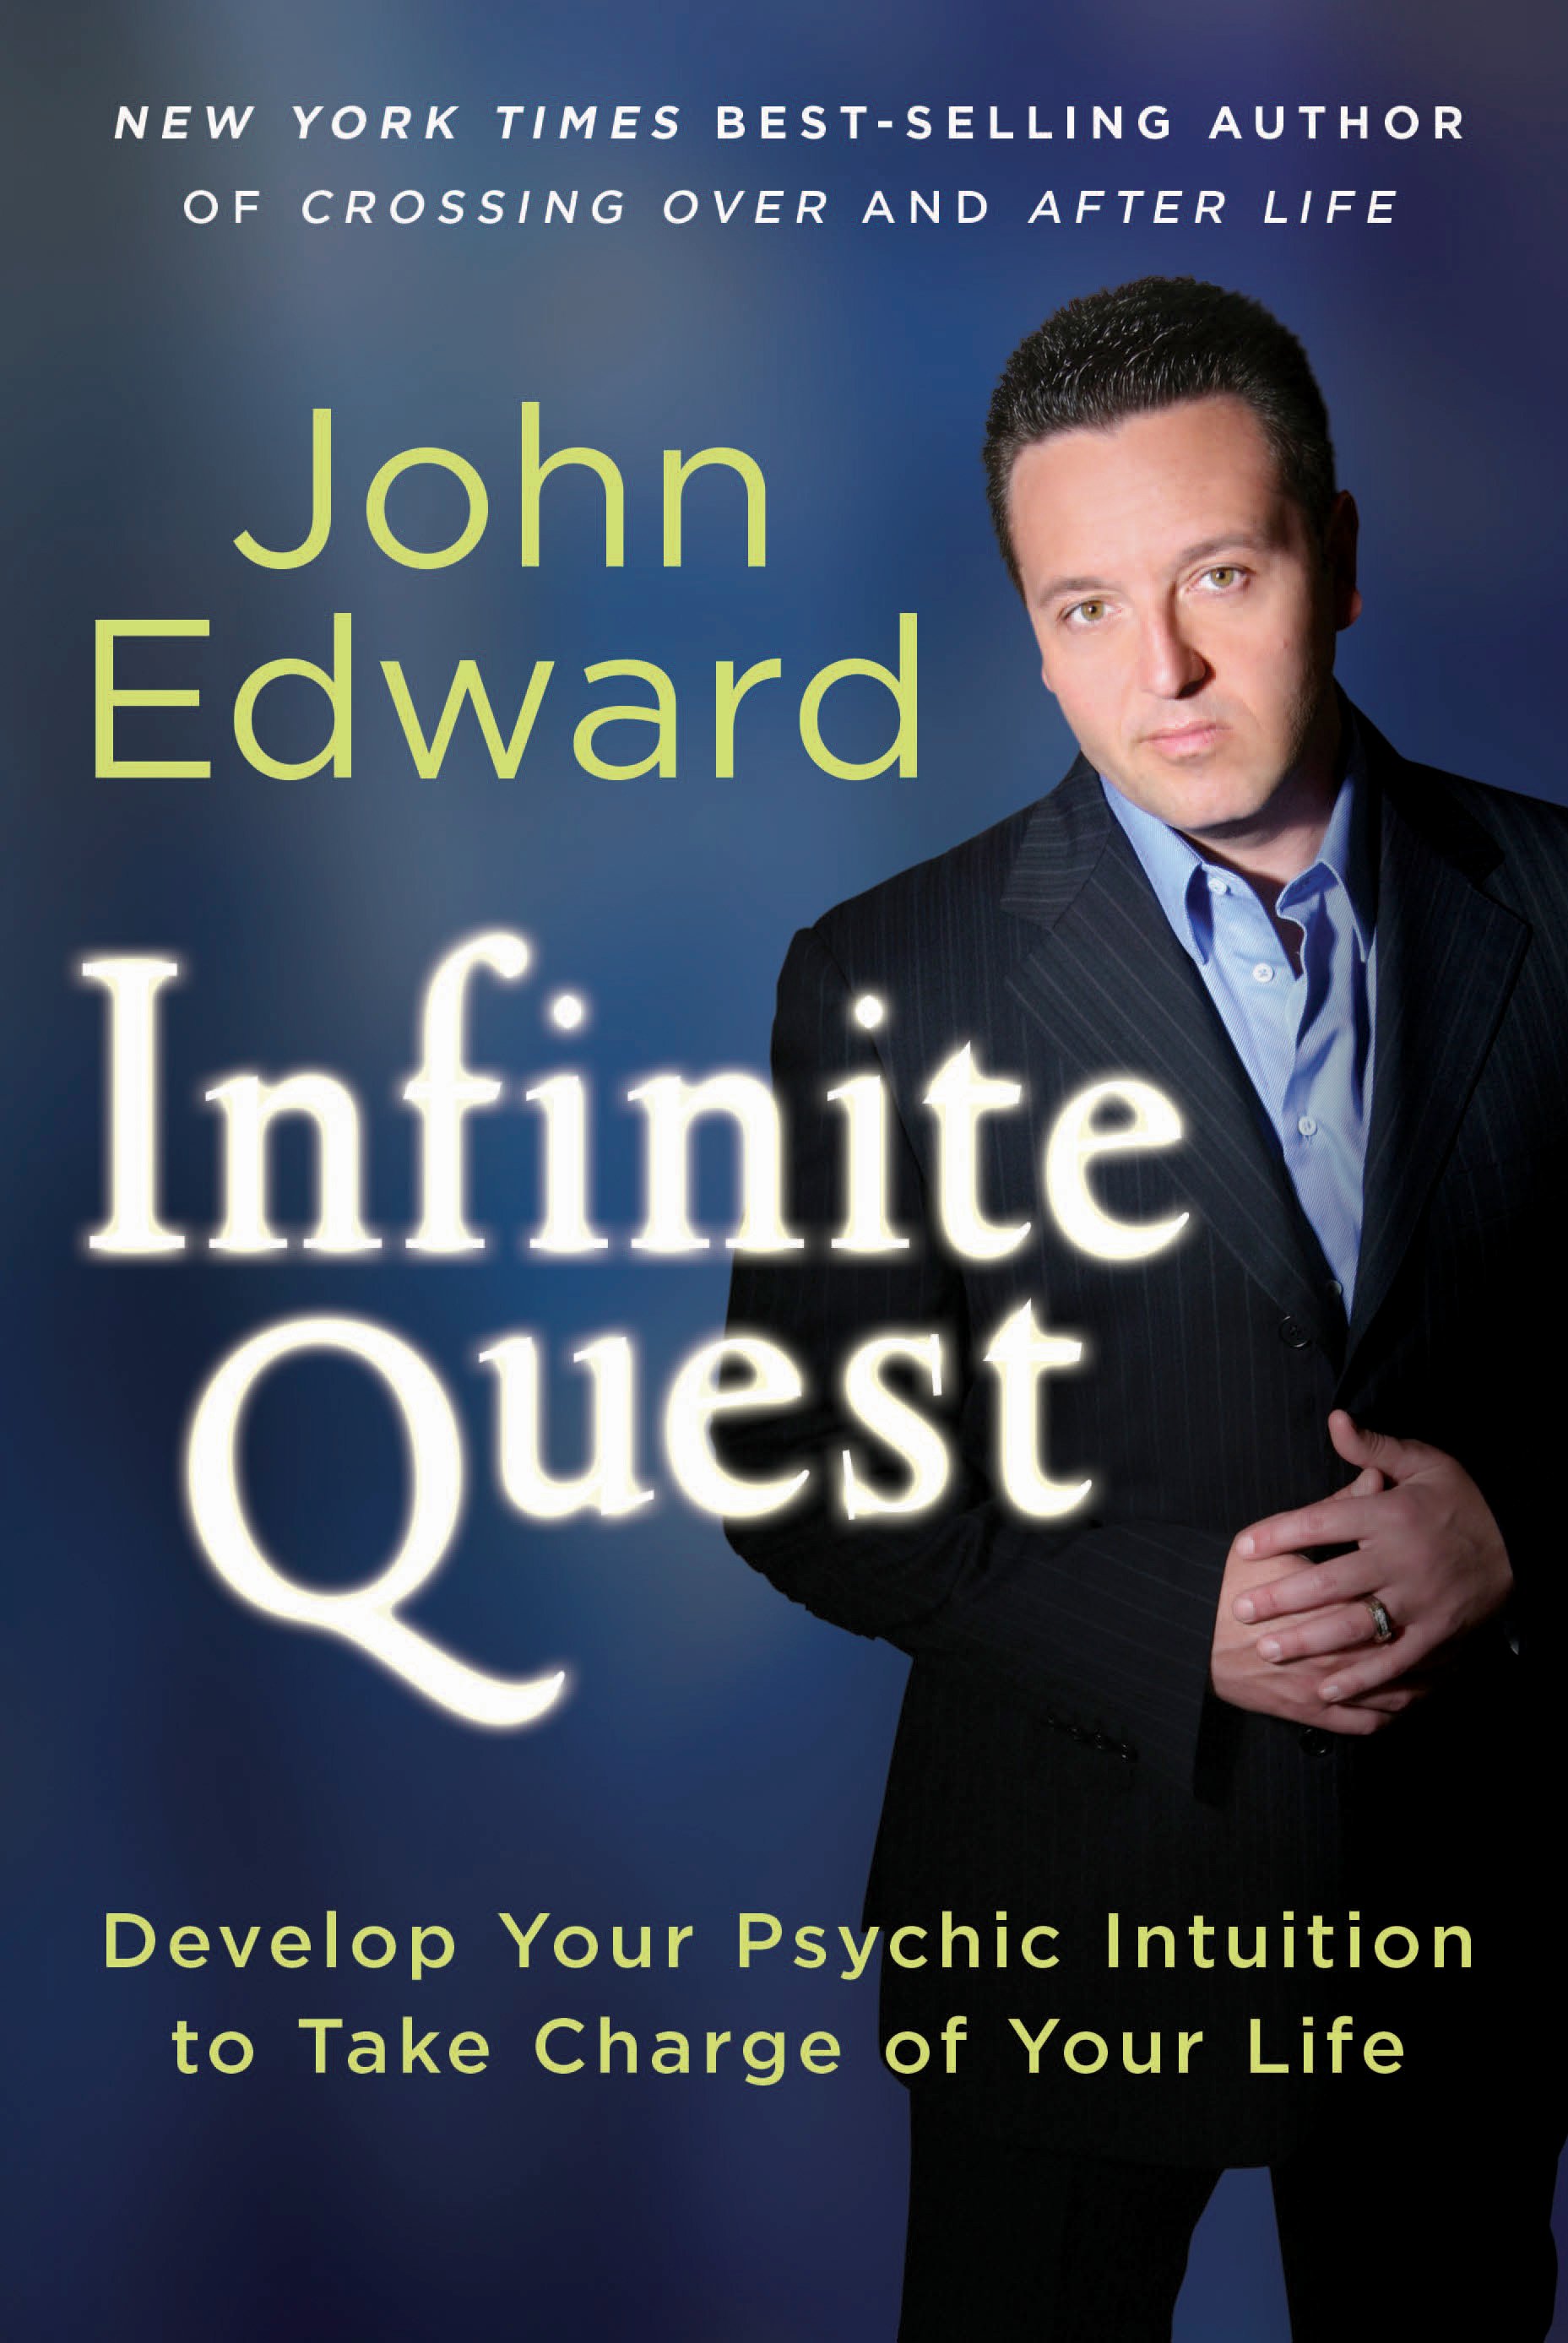 NEW YORK TIMES BEST-SELLING AUTHOR
OF CROSSING OVER AND AFTER LIFE
John
Edward
Infinite
Quest
Develop Your Psychic Intuition
to Take Charge of Your Life